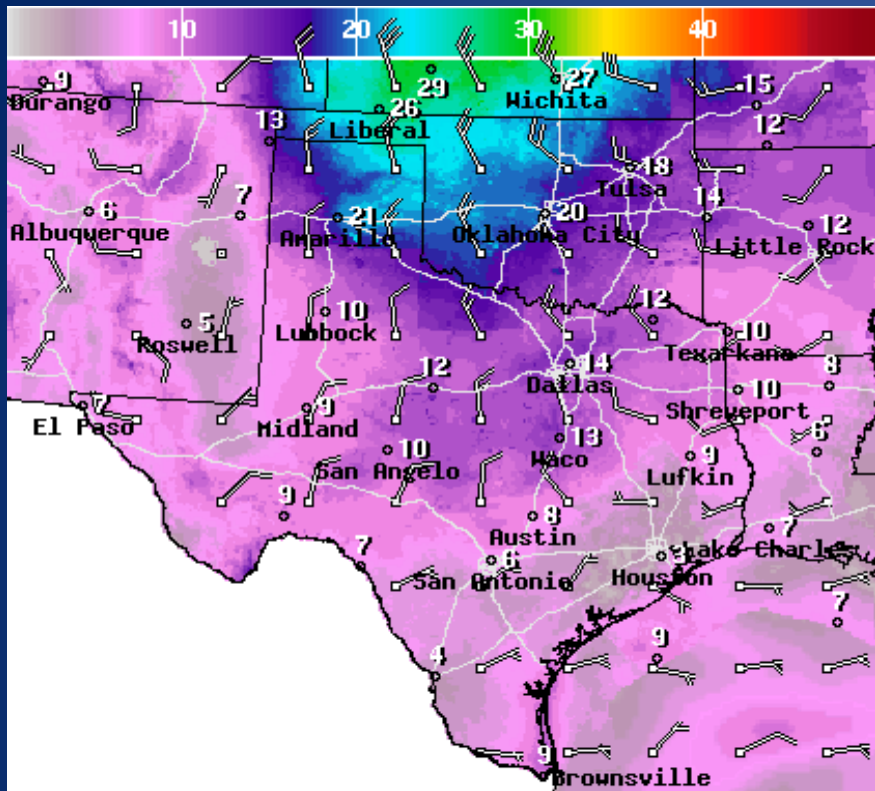 10 20 30 40
9 29 27 15
Durango Wichita
26
Liberal
13 12
18
Tulsa
6 7 21 20 14 12
Albuquerque Amarillo Oklahoma City Little Rock
5 10 12 10
Roswell Lubbock Texarkana
12 14 8
Dallas
7 9 10
El Paso Midland Shreveport
10 13 9 6
San Angelo Waco Lufkin
9 8 7
Austin
7 6 3 Lake Charles
San Antonio Houston
7
4 9
9
Brownsville